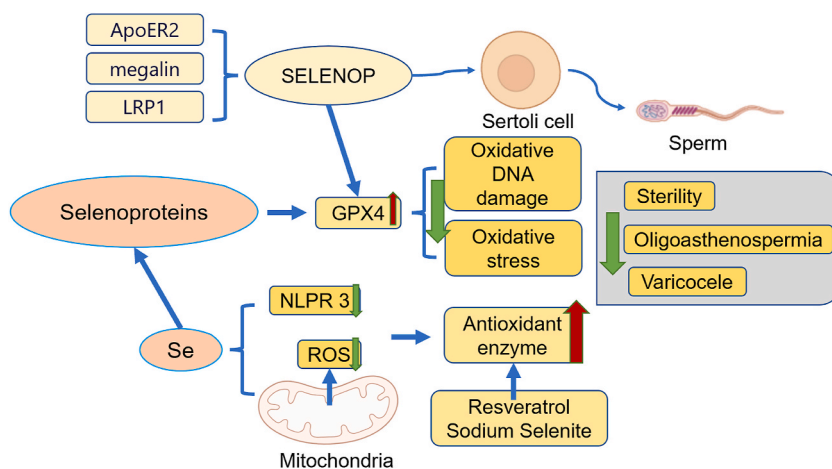 ApoER2
megalin
LRP1
SELENOP
Sertoli cell
Sperm
Selenoproteins
GPX4
Oxidative
DNA
damage
Oxidative
stress
Sterility
Oligoasthenospermia
Varicocele
Se
NLPR 3
ROS
Mitochondria
Antioxidant
enzyme
Resveratrol
Sodium Selenite